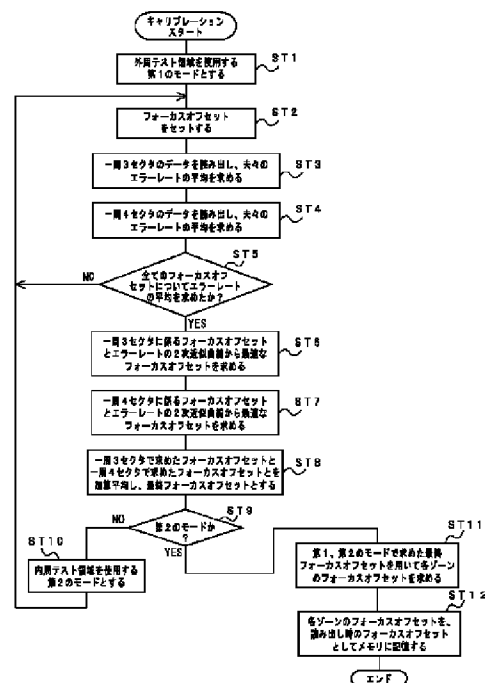 キャリブレーション
スタート
外周テスト領域を使用する
第1のモードとする
ST1
フォーカスオフセット
をセットする
ST2
一周3セクタのデータを読み出し、夫々の
エラーレートの平均を求める
ST3
一周4セクタのデータを読み出し、夫々の
エラーレートの平均を求める
ST4
ST5
NO
全てのフォーカスオフ
セットについてエラーレート
の平均を求めたか?
YES
一周3セクタに係るフォーカスオフセット
とエラーレートの2次近似曲線から最適な
フォーカスオフセットを求める
ST6
一周4セクタに係るフォーカスオフセット
とエラーレートの2次近似曲線から最適な
フォーカスオフセットを求める
ST7
一周3セクタで求めたフォーカスオフセットと
一周4セクタで求めたフォーカスオフセットとを
加算平均し、最終フォーカスオフセットとする
ST8
ST9
NO
第2のモードか
?
YES
ST10
内周テスト領域を使用する
第2のモードとする
ST11
第1、第2のモードで求めた最終
フォーカスオフセットを用いて各ゾーン
のフォーカスオフセットを求める
ST12
各ゾーンのフォーカスオフセットを、
読み出し時のフォーカスオフセット
としてメモリに記憶する
エンド